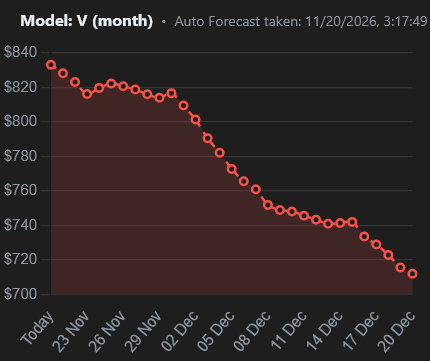 Model: V (month) • Auto Forecast taken: 11/20/2026, 3:17:49
$840
$820
$800
$780
$760
$740
$720
$700
Today
23 Nov
26 Nov
29 Nov
02 Dec
05 Dec
08 Dec
11 Dec
14 Dec
17 Dec
20 Dec